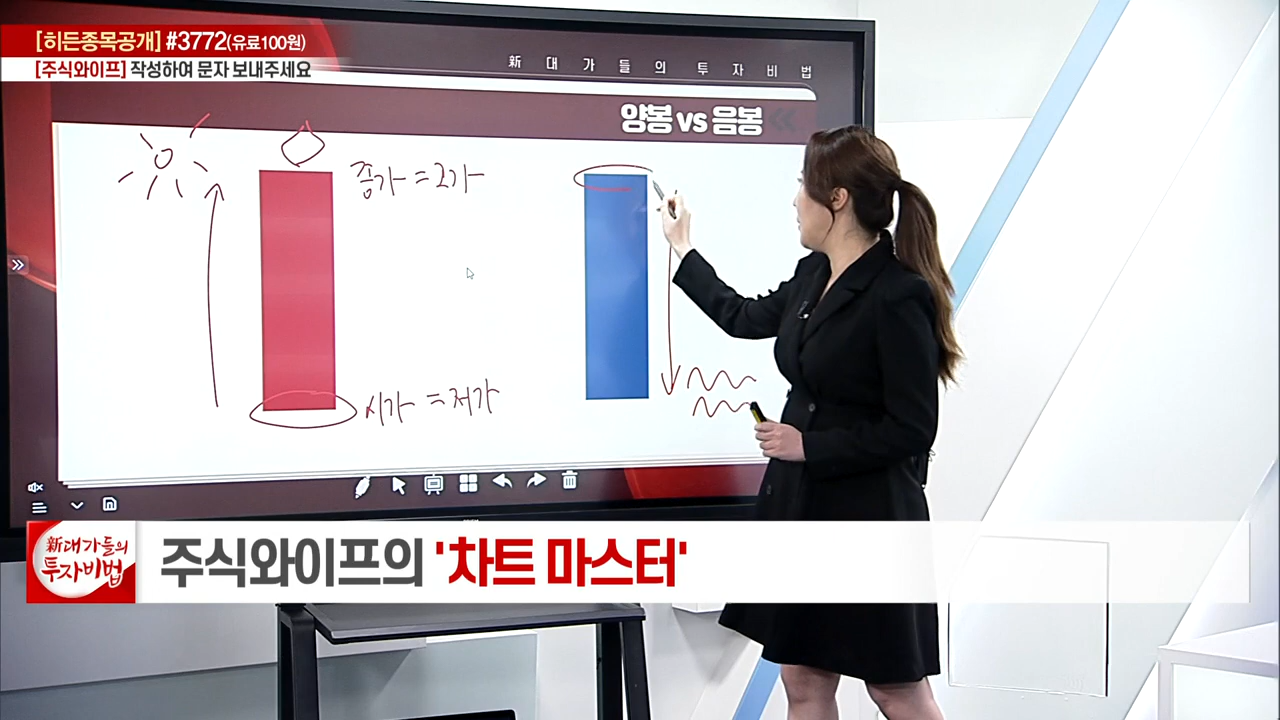 [히든종목공개] #3772(유료100원)
[주식와이프] 작성하여 문자 보내주세요
新 대 가 들 의 투 자 비 법
양봉 vs 음봉
종가 = 고가
시가 = 저가
新대가들의
투자비법
주식와이프의 '차트 마스터'